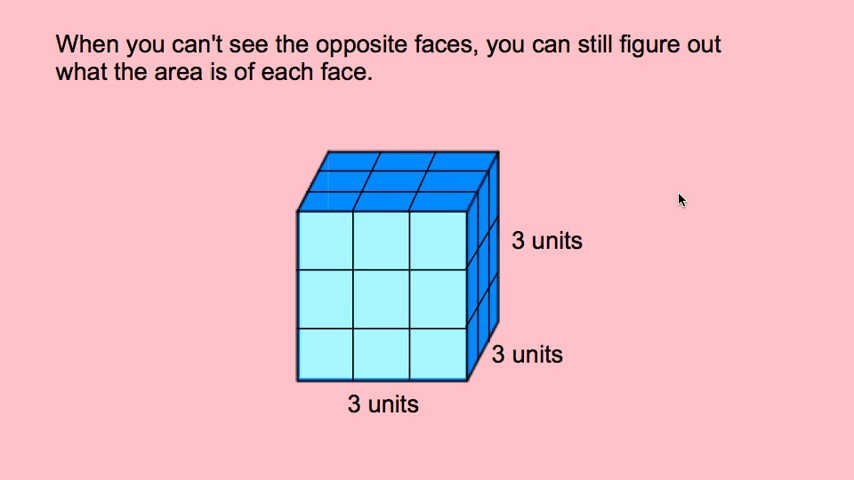 When you can't see the opposite faces, you can still figure out
what the area is of each face.
3 units
3 units
3 units